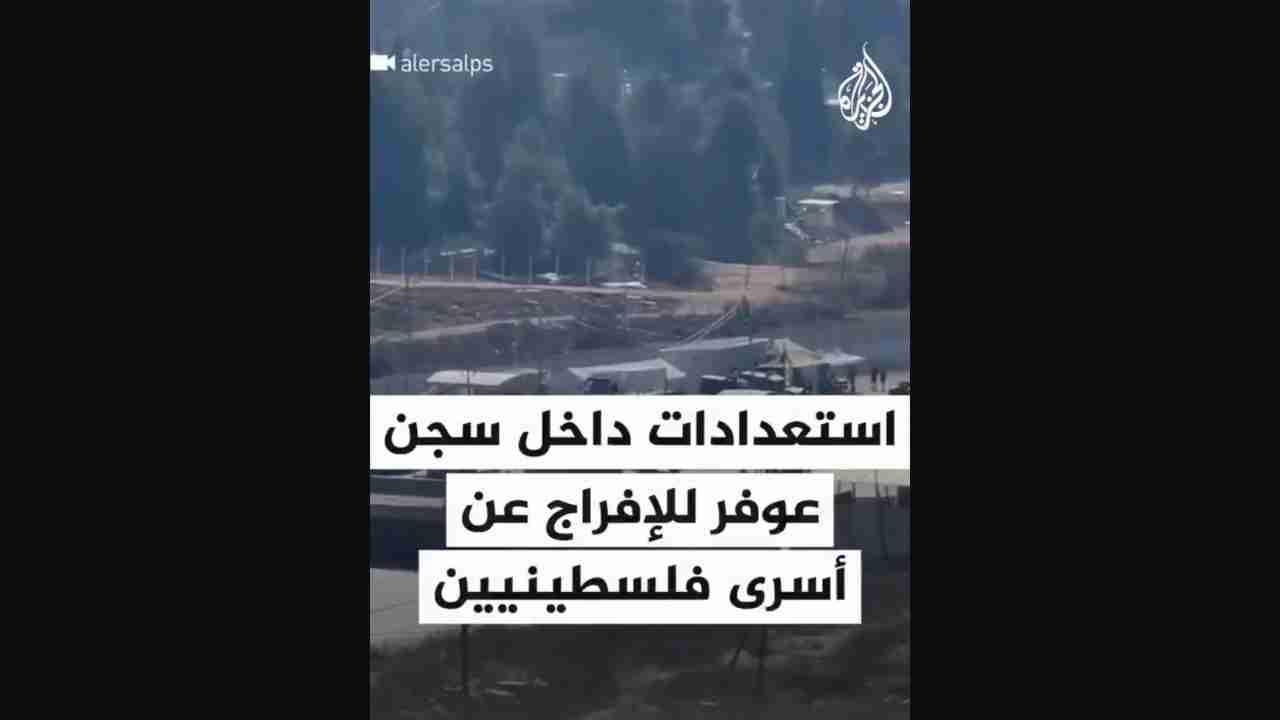 alersalps
الجزيرة
استعدادات داخل سجن
عوفر للإفراج عن
أسرى فلسطينيين